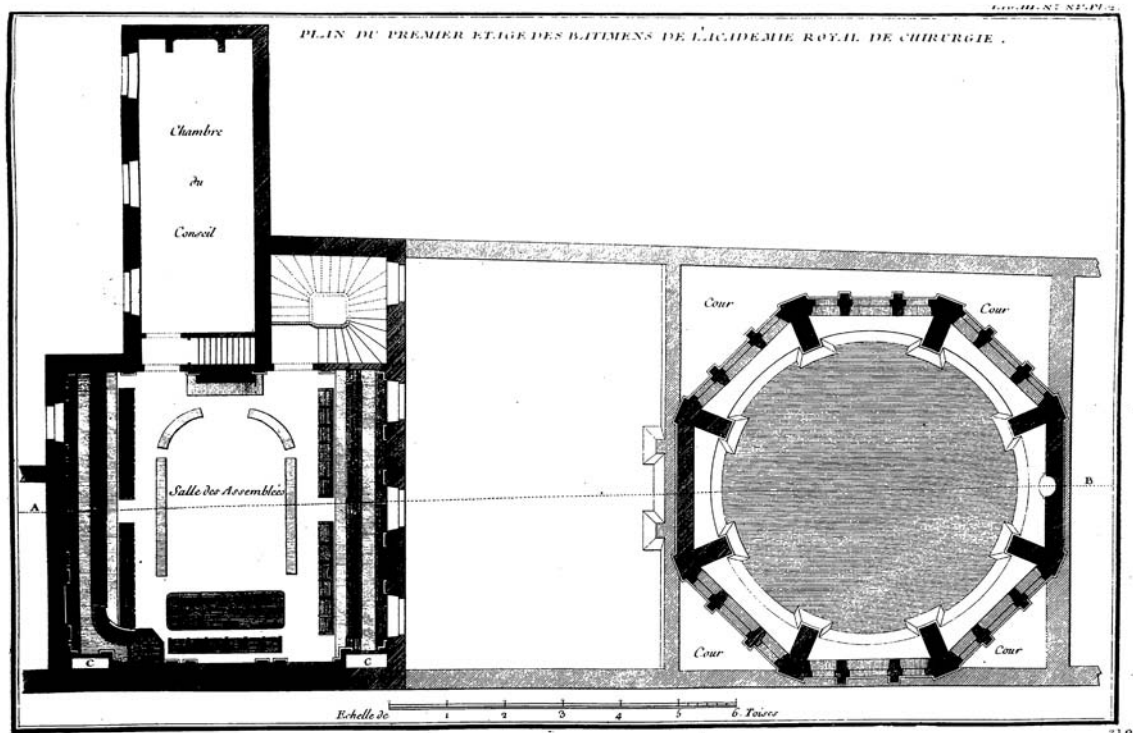 PLAN DU PREMIER ETAGE DES BATIMENS DE L'ACADEMIE ROYAL DE CHIRURGIE .
Chambre
du
Conseil
Cour
Cour
Salle des Assemblées
A
B
Cour
Cour
C
C
Echelle de 1 2 3 4 5 6 Toises